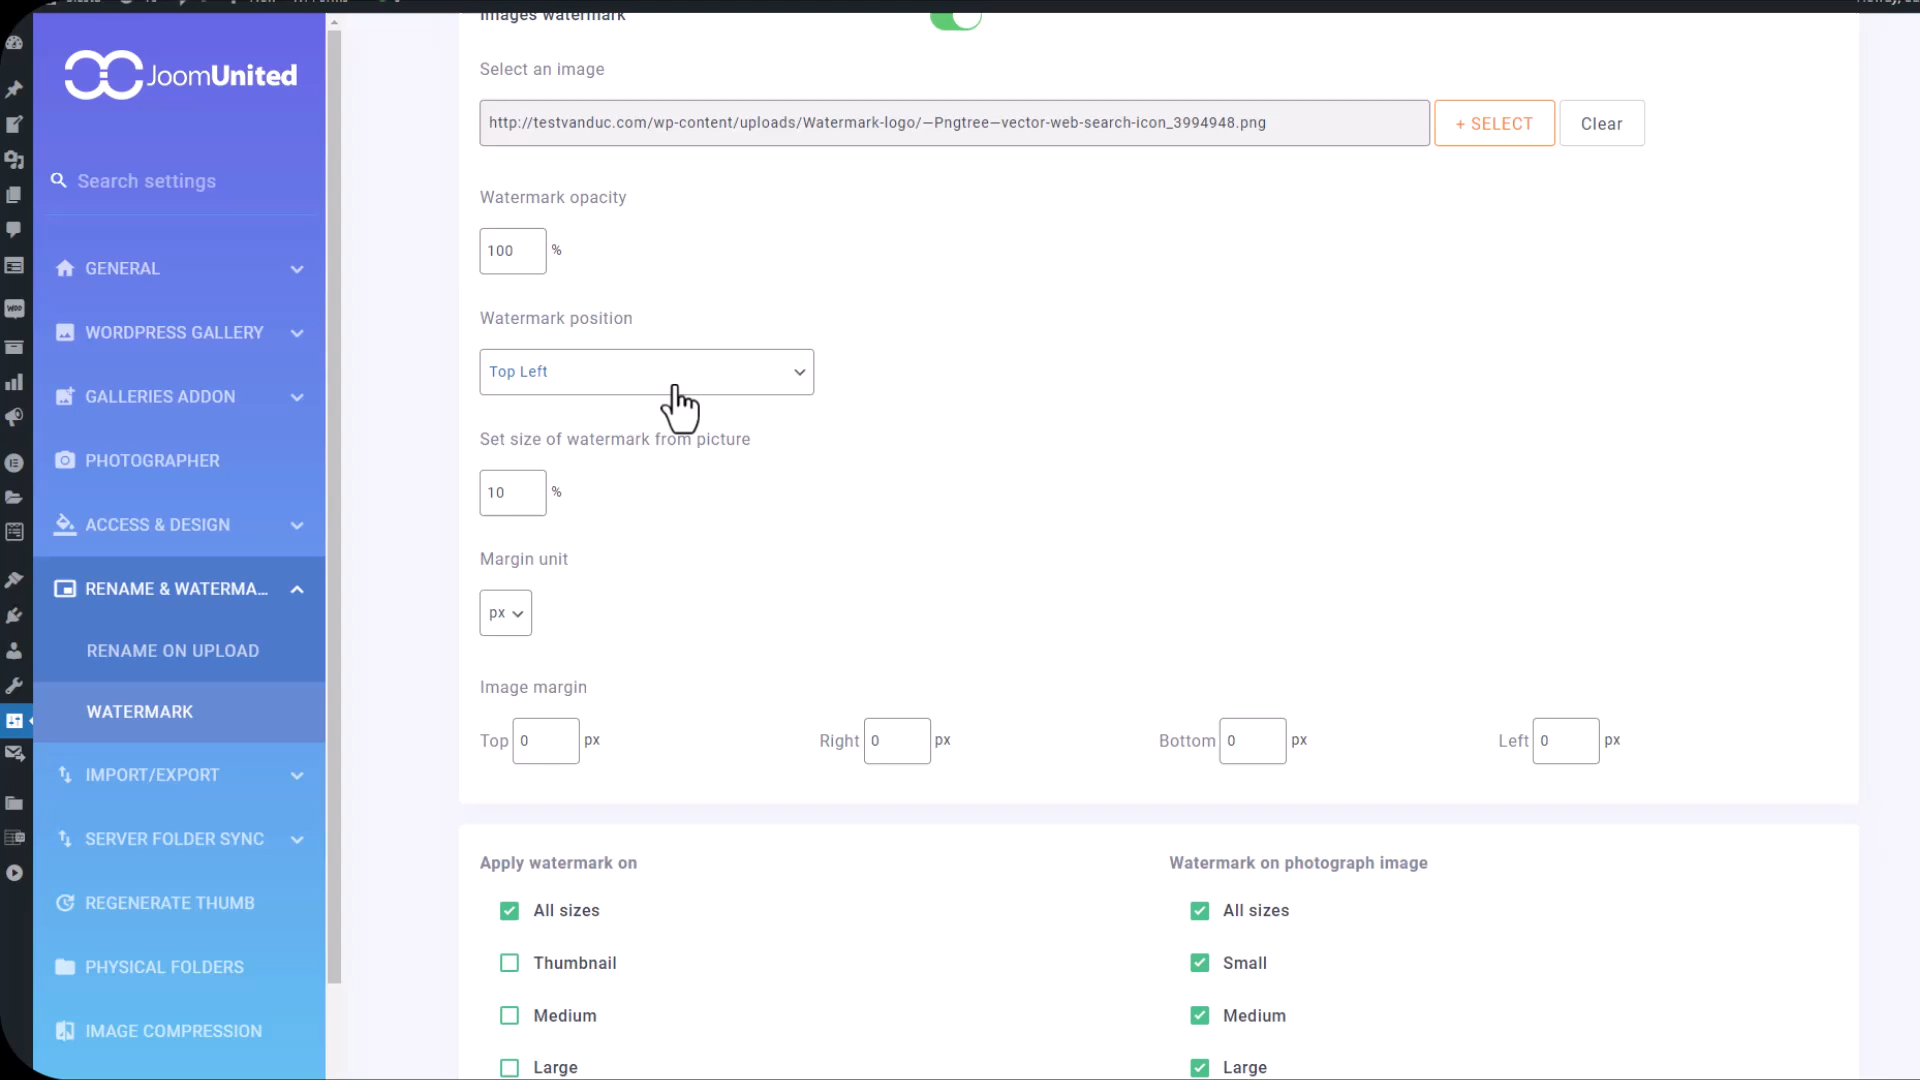 Images watermark
JoomUnited
Select an image
http://testvanduc.com/wp-content/uploads/Watermark-logo/—Pngtree—vector-web-search-icon_3994948.png
+ SELECT
Clear
Search settings
Watermark opacity
100 %
GENERAL
Watermark position
WORDPRESS GALLERY
Top Left
GALLERIES ADDON
Set size of watermark from picture
PHOTOGRAPHER
10 %
ACCESS & DESIGN
Margin unit
RENAME & WATERMA...
px
RENAME ON UPLOAD
Image margin
WATERMARK
Top 0 px
Right 0 px
Bottom 0 px
Left 0 px
IMPORT/EXPORT
SERVER FOLDER SYNC
Apply watermark on
Watermark on photograph image
REGENERATE THUMB
All sizes
All sizes
PHYSICAL FOLDERS
Thumbnail
Small
Medium
Medium
IMAGE COMPRESSION
Large
Large